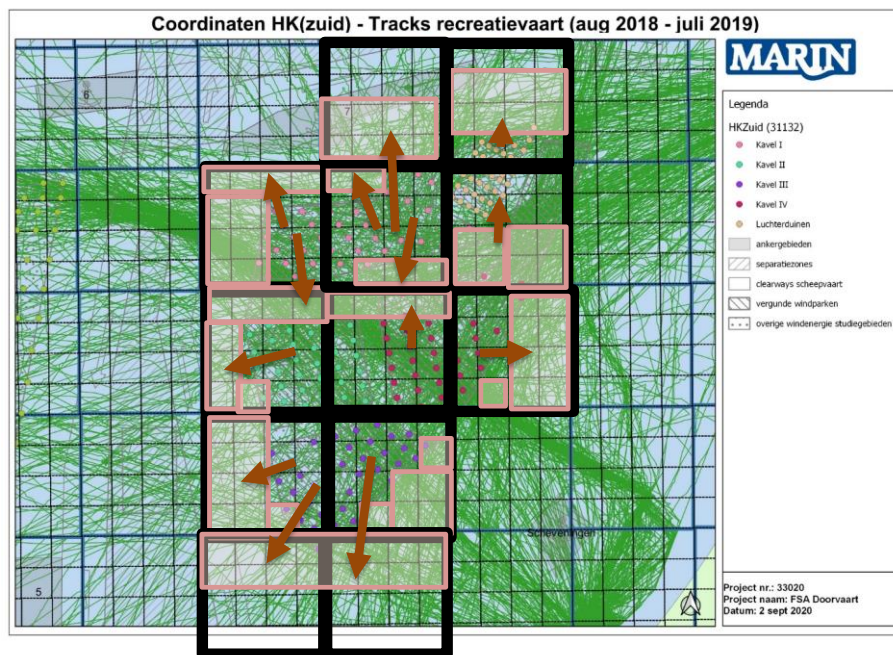 Coordinaten HK(zuid) - Tracks recreatievaart (aug 2018 - juli 2019)
MARIN
Legenda
HKZuid (31132)
Kavel I
Kavel II
Kavel III
Kavel IV
Luchterduinen
ankergebieden
separatiezones
clearways scheepvaart
vergunde windparken
overige windenergie studiegebieden
6
7
Scheveningen
5
Project nr.: 33020
Project naam: FSA Doorvaart
Datum: 2 sept 2020